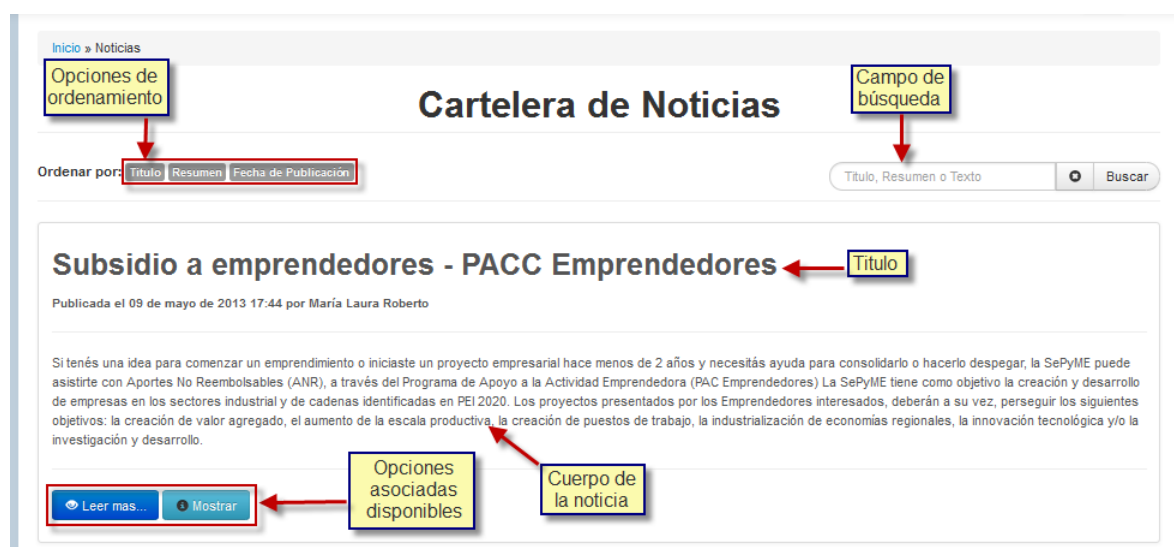 Inicio » Noticias
Opciones de
ordenamiento
Campo de
búsqueda
Cartelera de Noticias
Ordenar por: Titulo Resumen Fecha de Publicación
Titulo, Resumen o Texto Buscar
Subsidio a emprendedores - PACC Emprendedores
Titulo
Publicada el 09 de mayo de 2013 17:44 por María Laura Roberto
Si tenés una idea para comenzar un emprendimiento o iniciaste un proyecto empresarial hace menos de 2 años y necesitás ayuda para consolidarlo o hacerlo despegar, la SePyME puede
asistirte con Aportes No Reembolsables (ANR), a través del Programa de Apoyo a la Actividad Emprendedora (PAC Emprendedores) La SePyME tiene como objetivo la creación y desarrollo
de empresas en los sectores industrial y de cadenas identificadas en PEI 2020. Los proyectos presentados por los Emprendedores interesados, deberán a su vez, perseguir los siguientes
objetivos: la creación de valor agregado, el aumento de la escala productiva, la creación de puestos de trabajo, la industrialización de economías regionales, la innovación tecnológica y/o la
investigación y desarrollo.
Opciones
asociadas
disponibles
Cuerpo de
la noticia
Leer mas... Mostrar